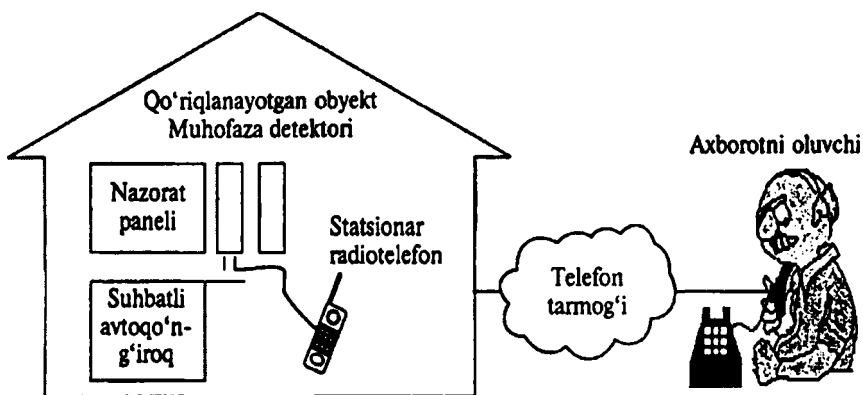 Qo‘riqlanayotgan obyekt
Muhofaza detektori
Axborotni oluvchi
Nazorat
paneli
Statsionar
radiotelefon
Suhbatli
avtoqo‘n-
g‘iroq
Telefon
tarmog‘i